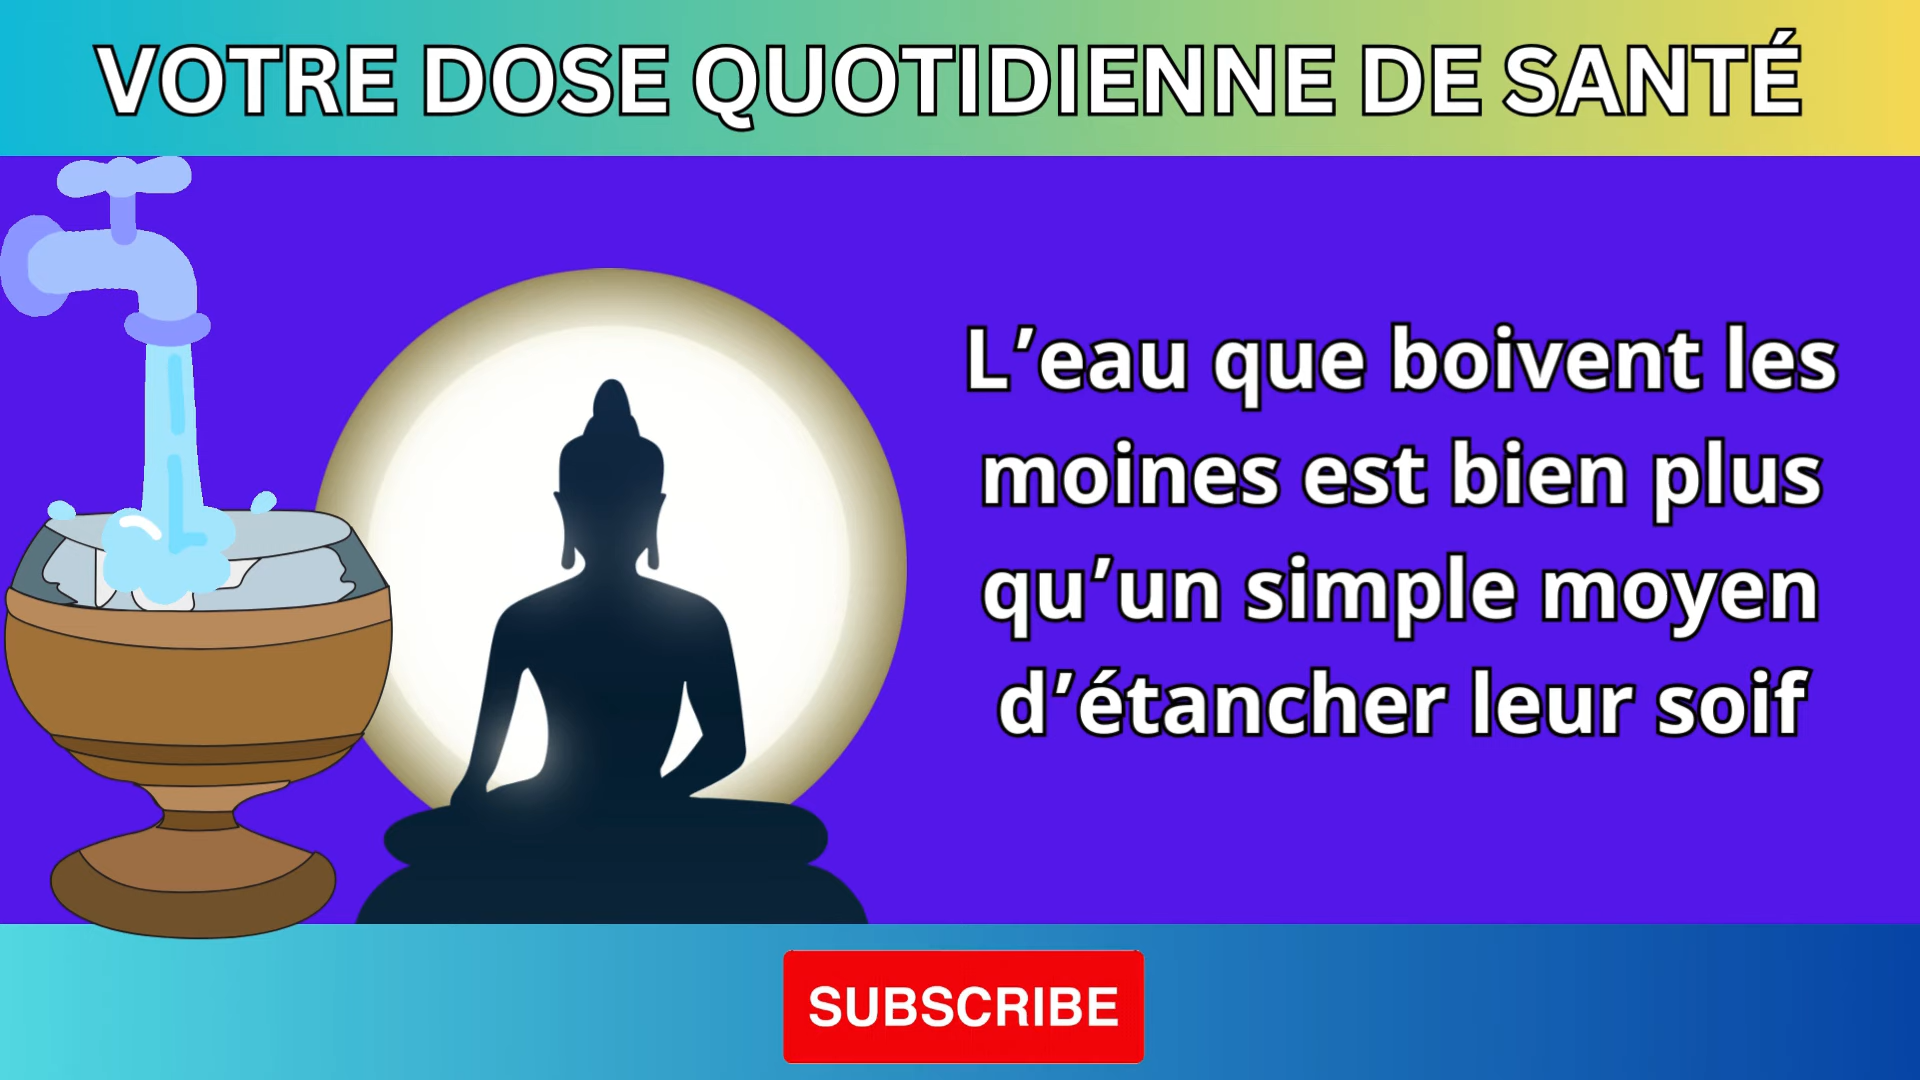 VOTRE DOSE QUOTIDIENNE DE SANTÉ
L’eau que boivent les
moines est bien plus
qu’un simple moyen
d’étancher leur soif
SUBSCRIBE